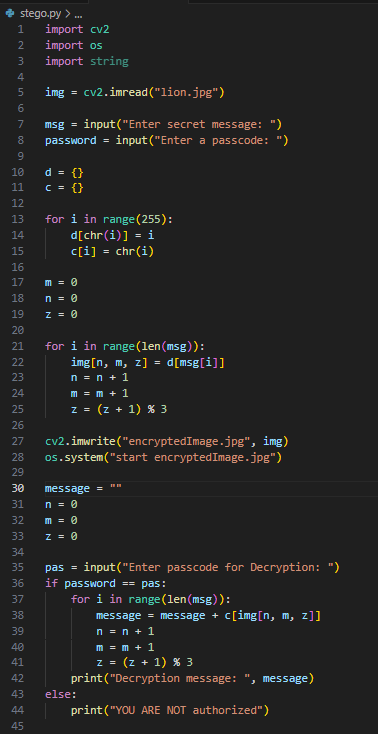 stego.py > ...
1 import cv2
2 import os
3 import string
4
5 img = cv2.imread("lion.jpg")
6
7 msg = input("Enter secret message: ")
8 password = input("Enter a passcode: ")
9
10 d = {}
11 c = {}
12
13 for i in range(255):
14     d[chr(i)] = i
15     c[i] = chr(i)
16
17 m = 0
18 n = 0
19 z = 0
20
21 for i in range(len(msg)):
22     img[n, m, z] = d[msg[i]]
23     n = n + 1
24     m = m + 1
25     z = (z + 1) % 3
26
27 cv2.imwrite("encryptedImage.jpg", img)
28 os.system("start encryptedImage.jpg")
29
30 message = ""
31 n = 0
32 m = 0
33 z = 0
34
35 pas = input("Enter passcode for Decryption: ")
36 if password == pas:
37     for i in range(len(msg)):
38         message = message + c[img[n, m, z]]
39         n = n + 1
40         m = m + 1
41         z = (z + 1) % 3
42     print("Decryption message: ", message)
43 else:
44     print("YOU ARE NOT authorized")
45